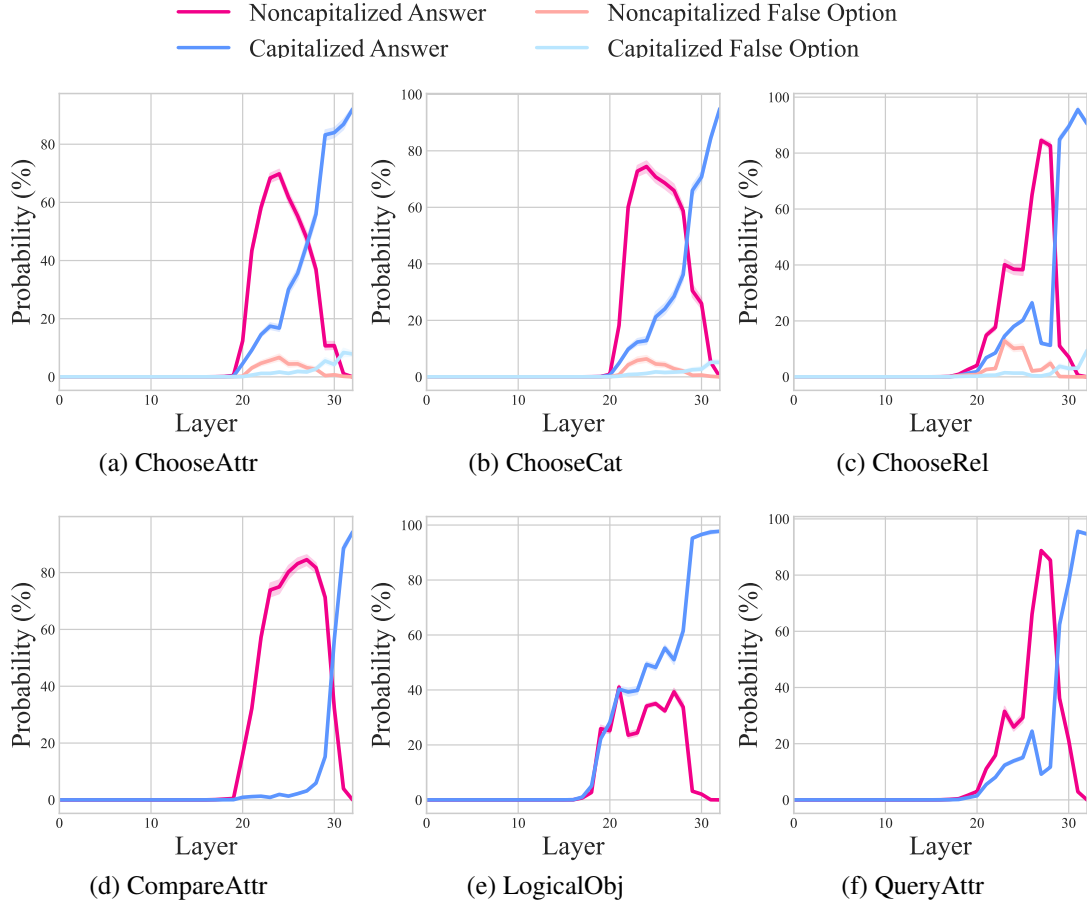 Noncapitalized Answer Noncapitalized False Option
Capitalized Answer Capitalized False Option
Probability (%)
80
60
40
20
0
0 10 20 30
Layer
(a) ChooseAttr
Probability (%)
100
80
60
40
20
0
0 10 20 30
Layer
(b) ChooseCat
Probability (%)
100
80
60
40
20
0
0 10 20 30
Layer
(c) ChooseRel
Probability (%)
80
60
40
20
0
0 10 20 30
Layer
(d) CompareAttr
Probability (%)
100
80
60
40
20
0
0 10 20 30
Layer
(e) LogicalObj
Probability (%)
100
80
60
40
20
0
0 10 20 30
Layer
(f) QueryAttr